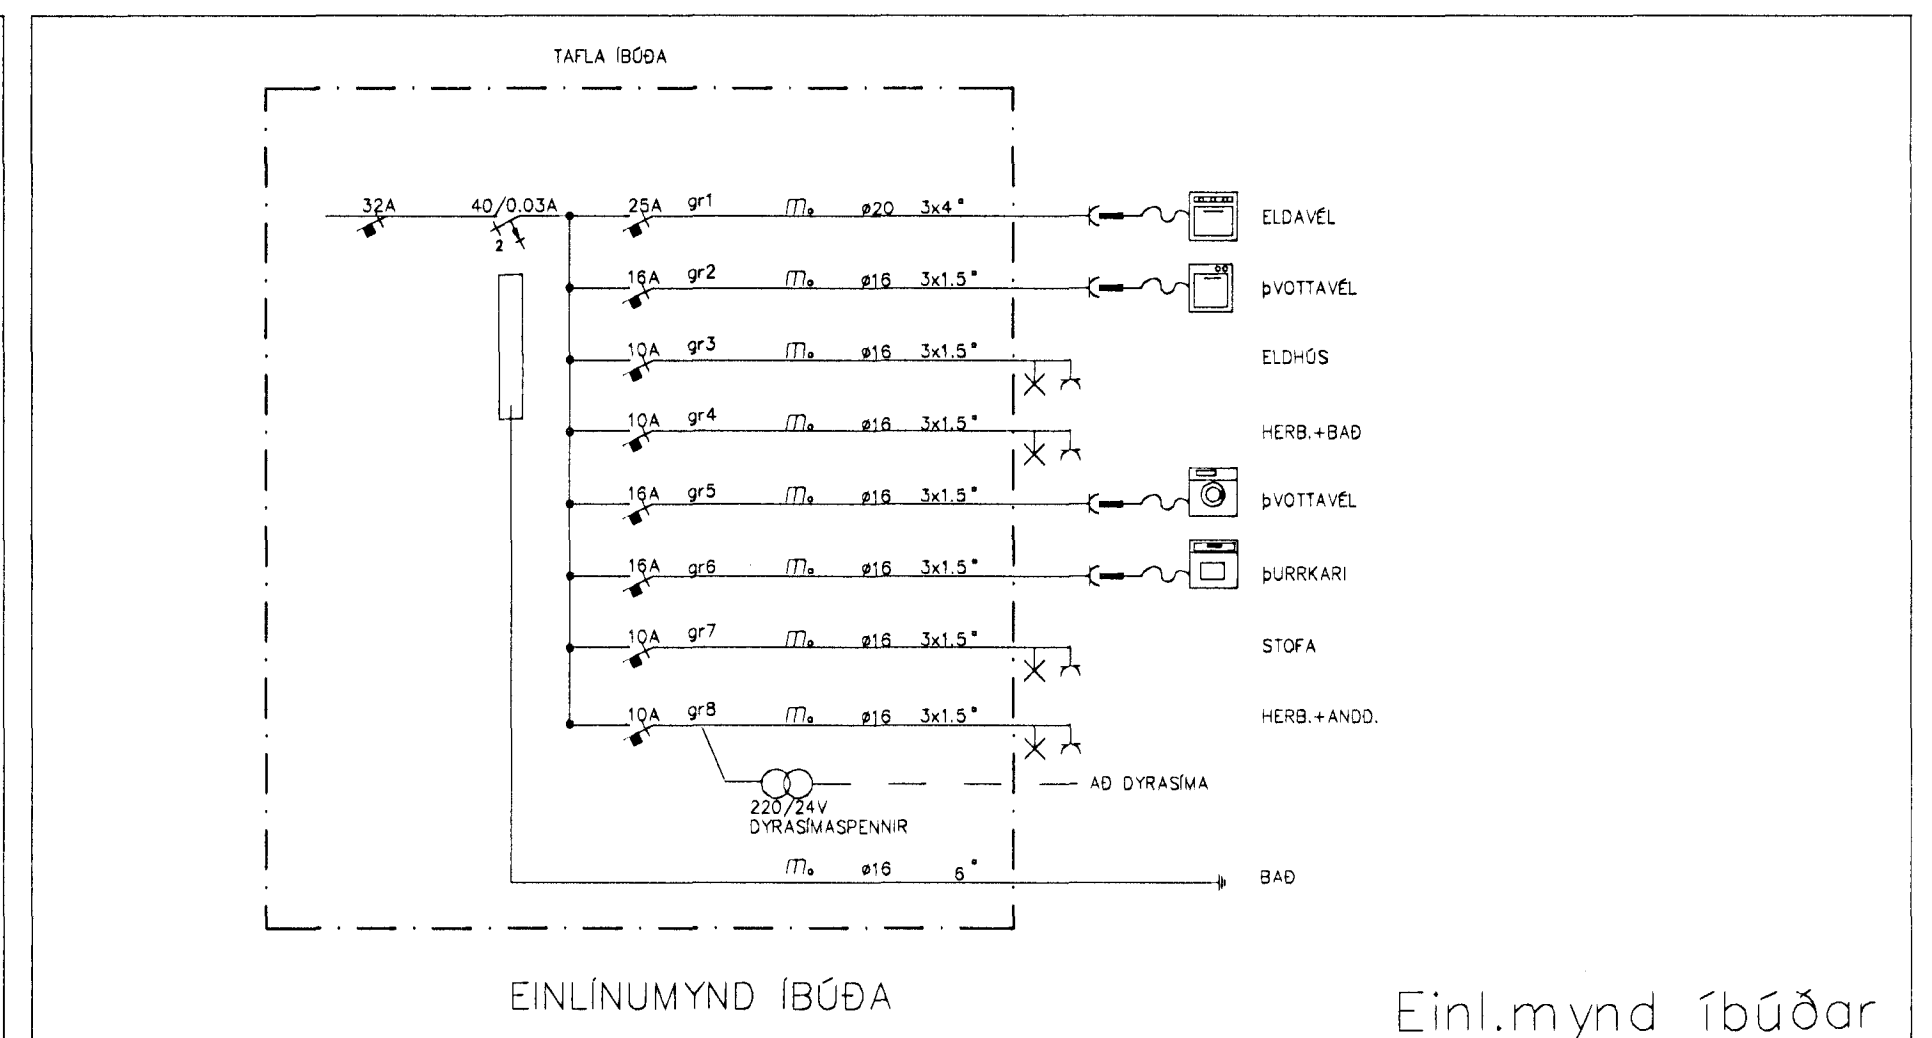 TAFLA ÍBÚÐA
32A 40/0.03A 25A gr1 m. ø20 3x4 ELDAVÉL
2
16A gr2 m. ø16 3x1.5 ÞVOTTAVÉL
10A gr3 m. ø16 3x1.5 ELDHÚS
10A gr4 m. ø16 3x1.5 HERB.+BAÐ
16A gr5 m. ø16 3x1.5 ÞVOTTAVÉL
16A gr6 m. ø16 3x1.5 ÞURRKARI
10A gr7 m. ø16 3x1.5 STOFA
10A gr8 m. ø16 3x1.5 HERB.+ANDD.
AÐ DYRASÍMA
220/24V
DYRASÍMASPENNIR
m. ø16 6 BAÐ
EINLÍNUMYND ÍBÚÐA
Einl.mynd íbúðar